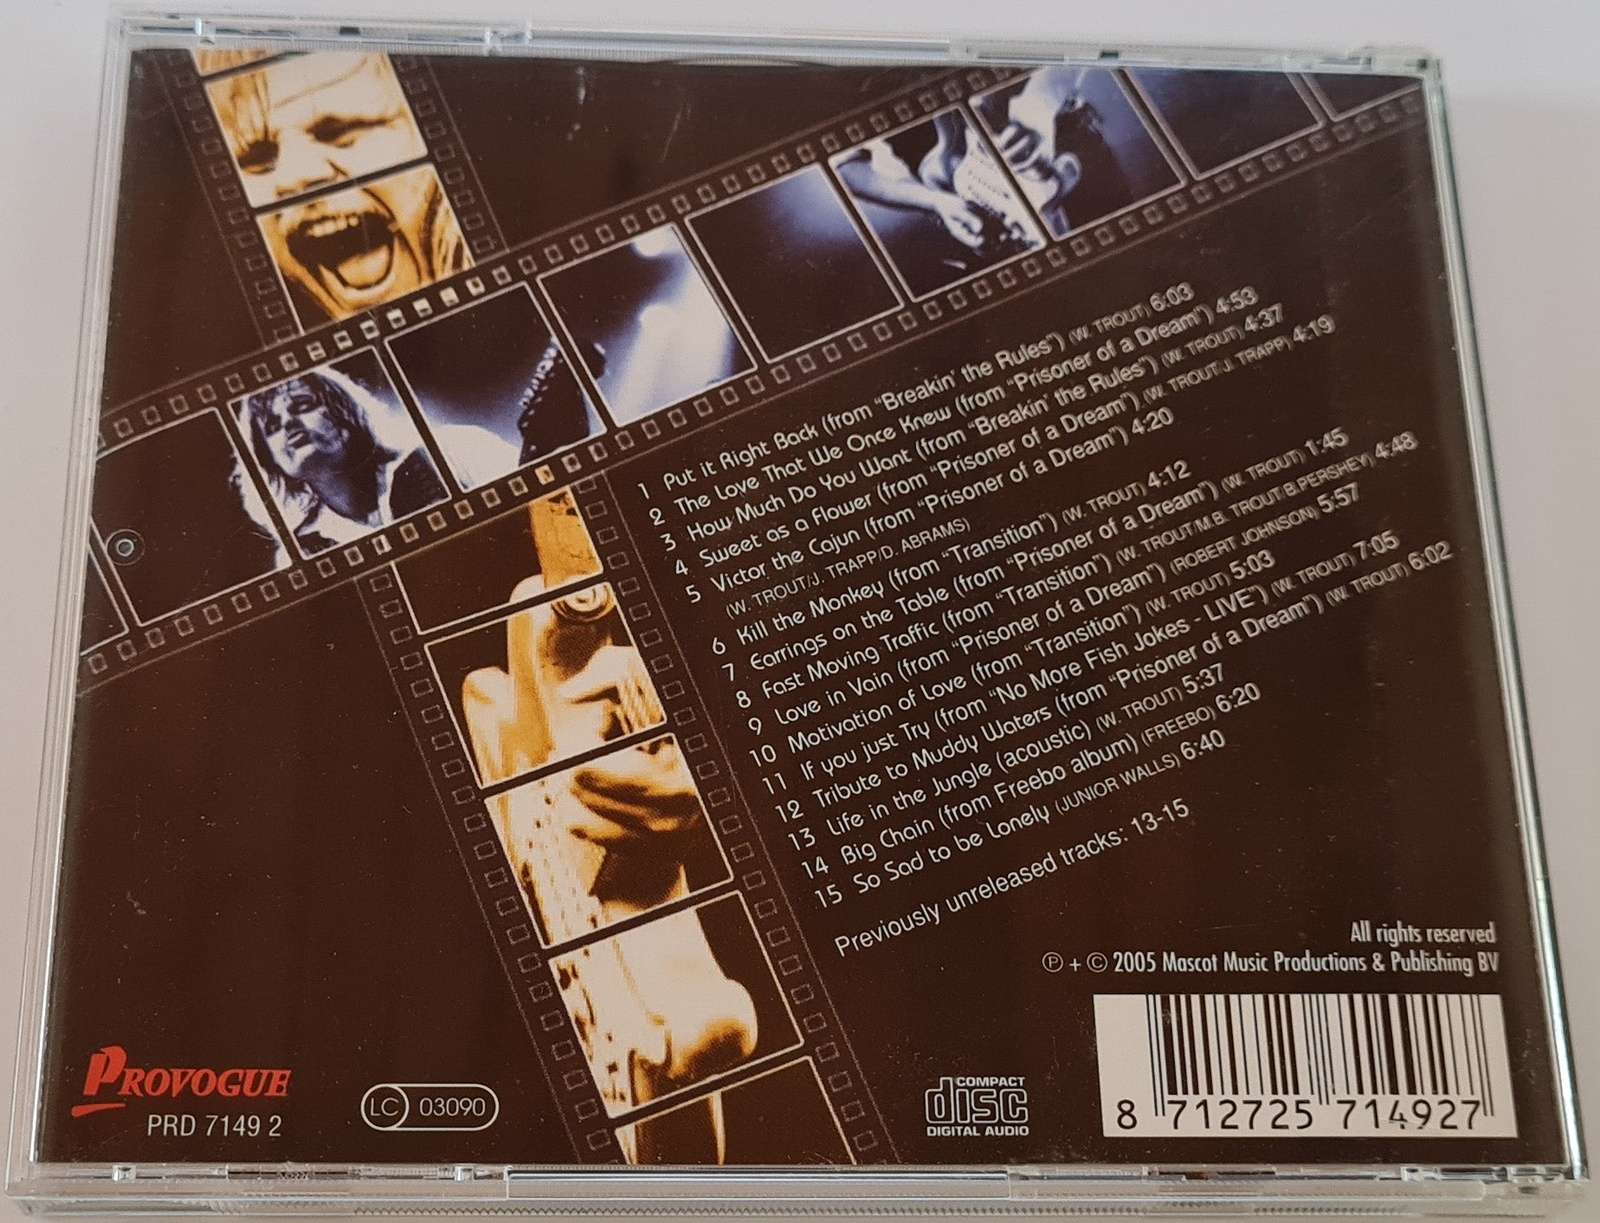 1 Put it Right Back (from "Breakin' the Rules") (W. TROUT) 6:03
2 The Love That We Once Knew (from "Prisoner of a Dream") 4:53
3 How Much Do You Want (from "Breakin' the Rules") (W. TROUT) 4:37
4 Sweet as a Flower (from "Prisoner of a Dream") (W. TROUT/J. TRAPP) 4:19
5 Victor the Cajun (from "Prisoner of a Dream") 4:20
(W. TROUT/J. TRAPP/D. ABRAMS)
6 Kill the Monkey (from "Transition") (W. TROUT) 4:12
7 Earrings on the Table (from "Prisoner of a Dream") (W. TROUT) 1:45
8 Fast Moving Traffic (from "Transition") (W. TROUT/M.B. TROUT/B.PERSHEY) 4:48
9 Love in Vain (from "Prisoner of a Dream") (ROBERT JOHNSON) 5:57
10 Motivation of Love (from "Transition") (W. TROUT) 5:03
11 If you just Try (from "No More Fish Jokes - LIVE") (W. TROUT) 7:05
12 Tribute to Muddy Waters (from "Prisoner of a Dream") (W. TROUT) 6:02
13 Life in the Jungle (acoustic) (W. TROUT) 5:37
14 Big Chain (from Freebo album) (FREEBO) 6:20
15 So Sad to be Lonely (JUNIOR WALLS) 6:40
Previously unreleased tracks: 13-15
All rights reserved
℗ + © 2005 Mascot Music Productions & Publishing BV
PROVOGUE
PRD 7149 2
LC 03090
COMPACT
disc
DIGITAL AUDIO
8 712725 714927